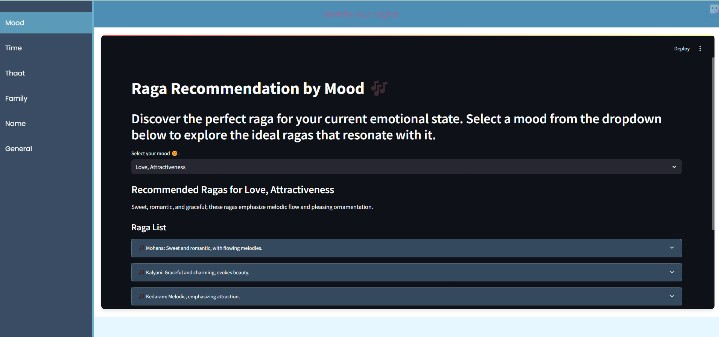 Mood
Time
Thaat
Family
Name
General
Deploy
Raga Recommendation by Mood
Discover the perfect raga for your current emotional state. Select a mood from the dropdown
below to explore the ideal ragas that resonate with it.
Select your mood
Love, Attractiveness
Recommended Ragas for Love, Attractiveness
Sweet, romantic, and graceful; these ragas emphasize melodic flow and pleasing ornamentation.
Raga List
Mohana: Sweet and romantic, with flowing melodies.
Kalyani: Graceful and charming, evokes beauty.
Kedaram: Melodic, emphasizing attraction.